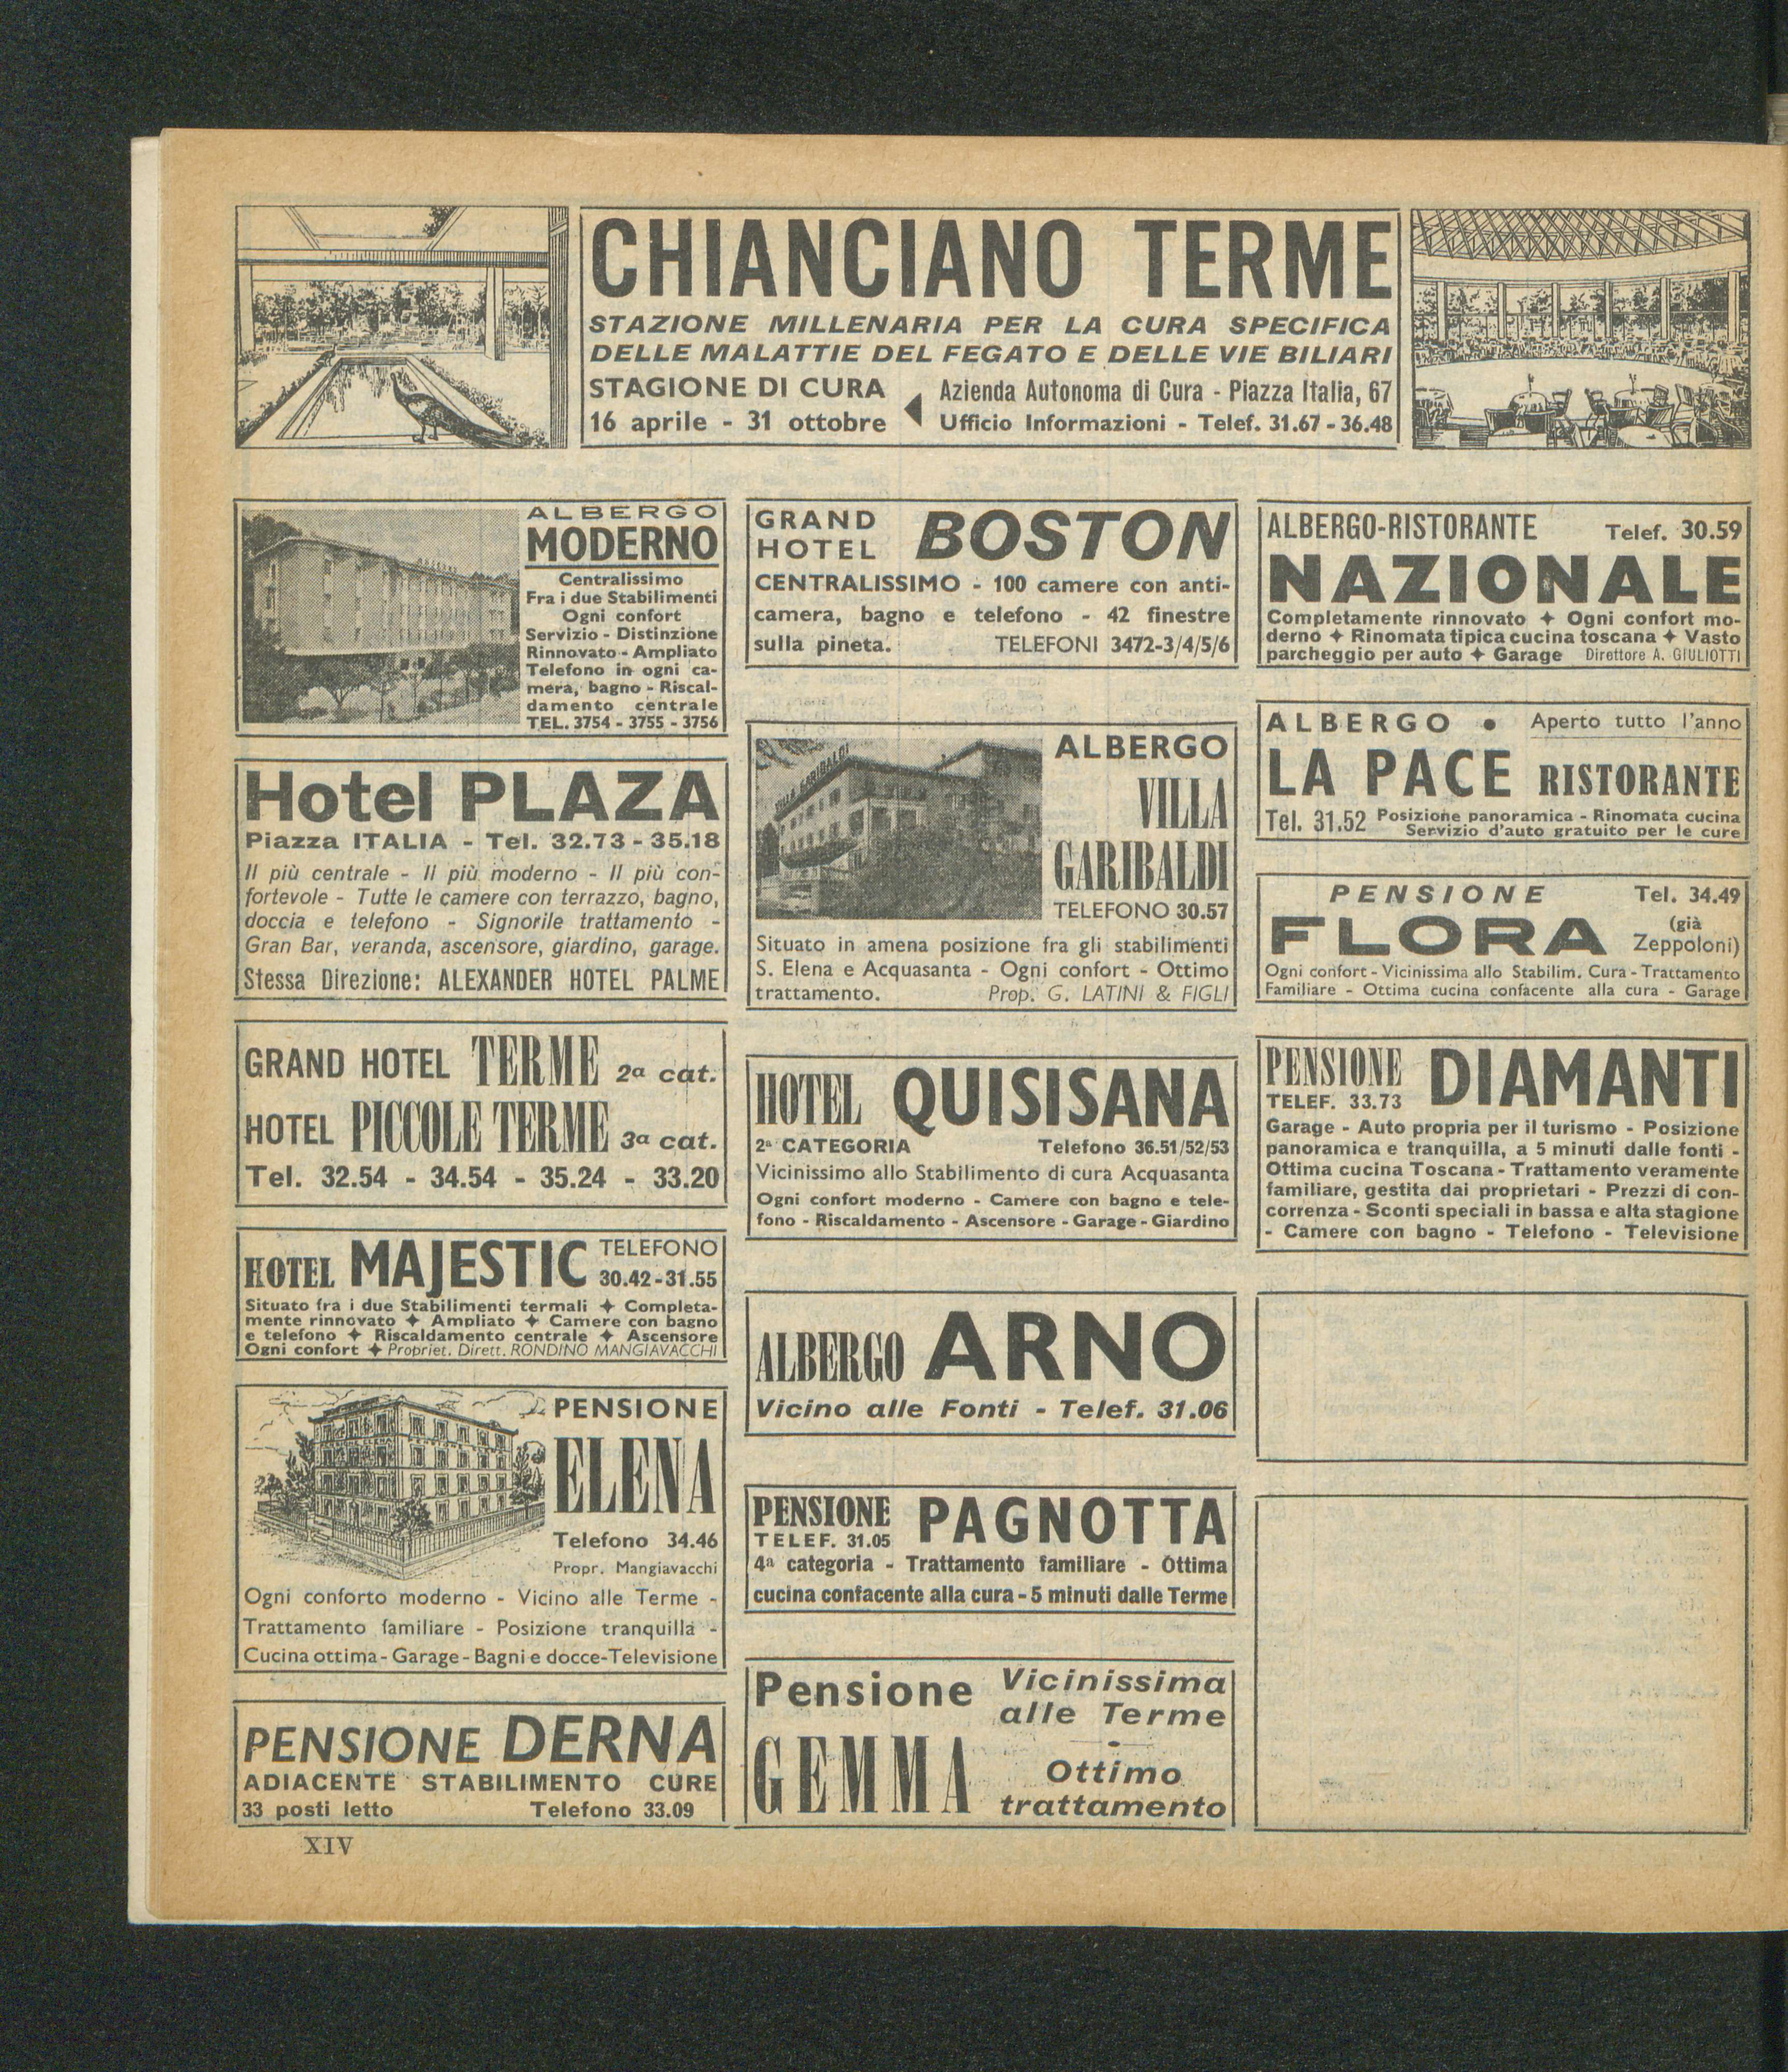 CHIANCIANO TERME
STAZIONE MILLENARIA PER LA CURA SPECIFICA
DELLE MALATTIE DEL FEGATO E DELLE VIE BILIARI
STAGIONE DI CURA
16 aprile - 31 ottobre
Azienda Autonoma di Cura - Piazza Italia, 67
Ufficio Informazioni - Telef. 31.67 - 36.48
ALBERGO
MODERNO
Centralissimo
Fra i due Stabilimenti
Ogni confort
Servizio - Distinzione
Rinnovato - Ampliato
Telefono in ogni ca-
mera, bagno - Riscal-
damento centrale
TEL. 3754 - 3755 - 3756
Hotel PLAZA
Piazza ITALIA - Tel. 32.73 - 35.18
Il più centrale - Il più moderno - Il più con-
fortevole - Tutte le camere con terrazzo, bagno,
doccia e telefono - Signorile trattamento -
Gran Bar, veranda, ascensore, giardino, garage.
Stessa Direzione: ALEXANDER HOTEL PALME
GRAND HOTEL TERME 2a cat.
HOTEL PICCOLE TERME 3a cat.
Tel. 32.54 - 34.54 - 35.24 - 33.20
HOTEL MAJESTIC TELEFONO
30.42-31.55
Situato fra i due Stabilimenti termali ✦ Completa-
mente rinnovato ✦ Ampliato ✦ Camere con bagno
e telefono ✦ Riscaldamento centrale ✦ Ascensore
Ogni confort ✦ Propriet. Dirett. RONDINO MANGIAVACCHI
PENSIONE
ELENA
Telefono 34.46
Propr. Mangiavacchi
Ogni conforto moderno - Vicino alle Terme -
Trattamento familiare - Posizione tranquilla -
Cucina ottima - Garage - Bagni e docce - Televisione
PENSIONE DERNA
ADIACENTE STABILIMENTO CURE
33 posti letto Telefono 33.09
XIV
GRAND
HOTEL BOSTON
CENTRALISSIMO - 100 camere con anti-
camera, bagno e telefono - 42 finestre
sulla pineta. TELEFONI 3472-3/4/5/6
VILLA GARIBALDI
ALBERGO
VILLA
GARIBALDI
TELEFONO 30.57
Situato in amena posizione fra gli stabilimenti
S. Elena e Acquasanta - Ogni confort - Ottimo
trattamento. Prop. G. LATINI & FIGLI
HOTEL QUISISANA
2a CATEGORIA Telefono 36.51/52/53
Vicinissimo allo Stabilimento di cura Acquasanta
Ogni confort moderno - Camere con bagno e tele-
fono - Riscaldamento - Ascensore - Garage - Giardino
ALBERGO ARNO
Vicino alle Fonti - Telef. 31.06
PENSIONE PAGNOTTA
TELEF. 31.05
4a categoria - Trattamento familiare - Ottima
cucina confacente alla cura - 5 minuti dalle Terme
Pensione
GEMMA
Vicinissima
alle Terme
•
Ottimo
trattamento
ALBERGO-RISTORANTE Telef. 30.59
NAZIONALE
Completamente rinnovato ✦ Ogni confort mo-
derno ✦ Rinomata tipica cucina toscana ✦ Vasto
parcheggio per auto ✦ Garage Direttore A. GIULIOTTI
ALBERGO • Aperto tutto l'anno
LA PACE RISTORANTE
Tel. 31.52 Posizione panoramica - Rinomata cucina
Servizio d'auto gratuito per le cure
PENSIONE Tel. 34.49
FLORA (già
Zeppoloni)
Ogni confort - Vicinissima allo Stabilim. Cura - Trattamento
Familiare - Ottima cucina confacente alla cura - Garage
PENSIONE DIAMANTI
TELEF. 33.73
Garage - Auto propria per il turismo - Posizione
panoramica e tranquilla, a 5 minuti dalle fonti -
Ottima cucina Toscana - Trattamento veramente
familiare, gestita dai proprietari - Prezzi di con-
correnza - Sconti speciali in bassa e alta stagione
- Camere con bagno - Telefono - Televisione